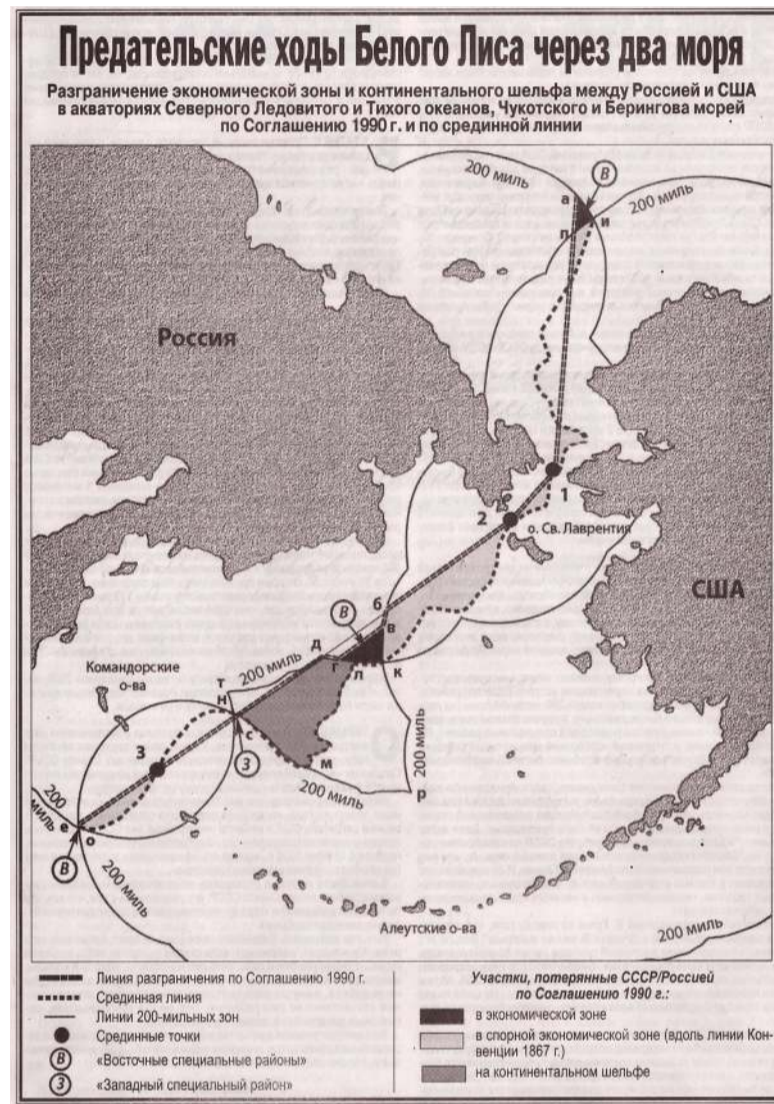 Предательские ходы Белого Лиса через два моря
Разграничение экономической зоны и континентального шельфа между Россией и США
в акваториях Северного Ледовитого и Тихого океанов, Чукотского и Берингова морей
по Соглашению 1990 г. и по срединной линии
200 миль
В
а
200 миль
п
и
Россия
1
2
о. Св. Лаврентия
США
б
В
в
д
г
л
к
Командорские
о-ва
200 миль
т
н
с
3
З
м
200 миль
200 миль
р
200
миль
е
о
В
200 миль
Алеутские о-ва
200 миль
Линия разграничения по Соглашению 1990 г.
Срединная линия
Линии 200-мильных зон
Срединные точки
В «Восточные специальные районы»
З «Западный специальный район»
Участки, потерянные СССР/Россией
по Соглашению 1990 г.:
в экономической зоне
в спорной экономической зоне (вдоль линии Кон-
венции 1867 г.)
на континентальном шельфе